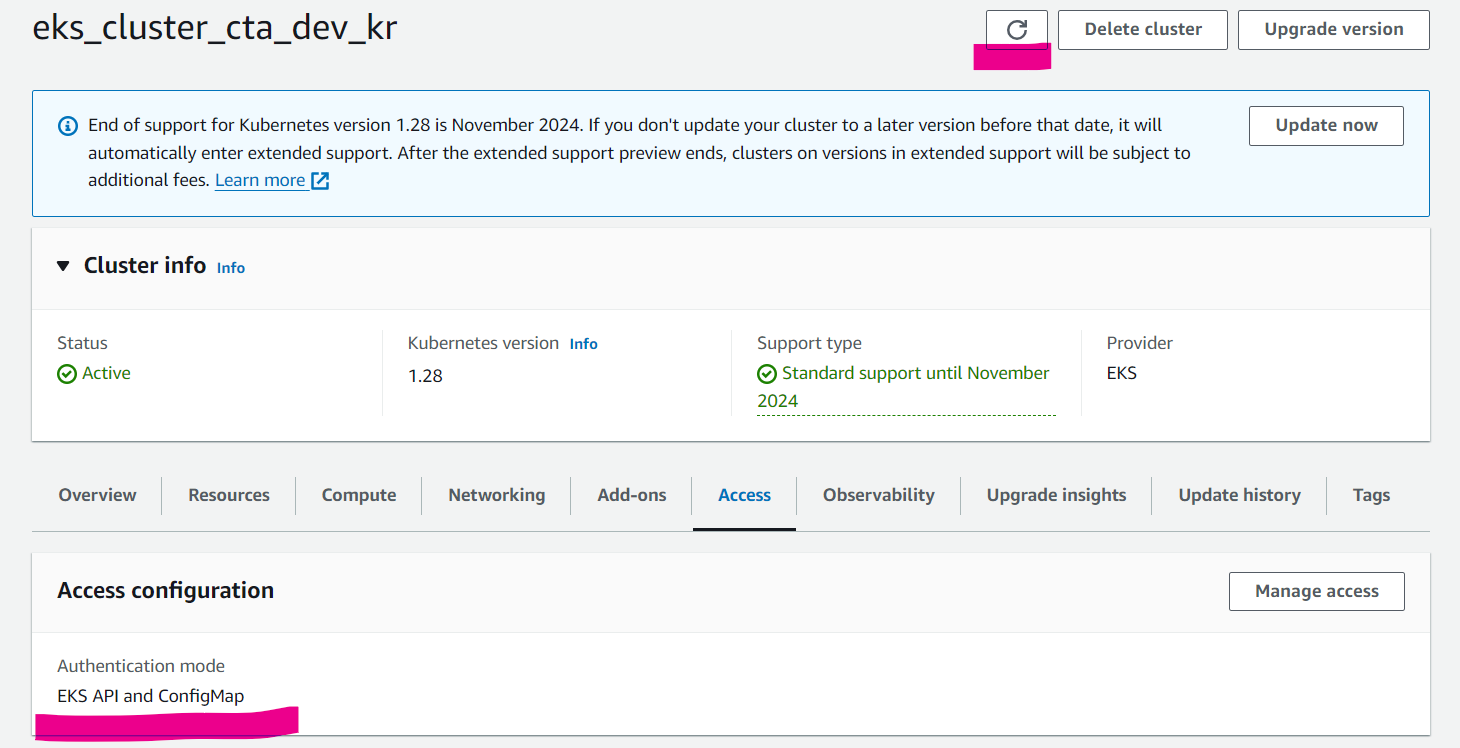 eks_cluster_cta_dev_kr
Delete cluster
Upgrade version
End of support for Kubernetes version 1.28 is November 2024. If you don't update your cluster to a later version before that date, it will
automatically enter extended support. After the extended support preview ends, clusters on versions in extended support will be subject to
additional fees. Learn more
Update now
Cluster info Info
Status
Active
Kubernetes version Info
1.28
Support type
Standard support until November
2024
Provider
EKS
Overview
Resources
Compute
Networking
Add-ons
Access
Observability
Upgrade insights
Update history
Tags
Access configuration
Manage access
Authentication mode
EKS API and ConfigMap